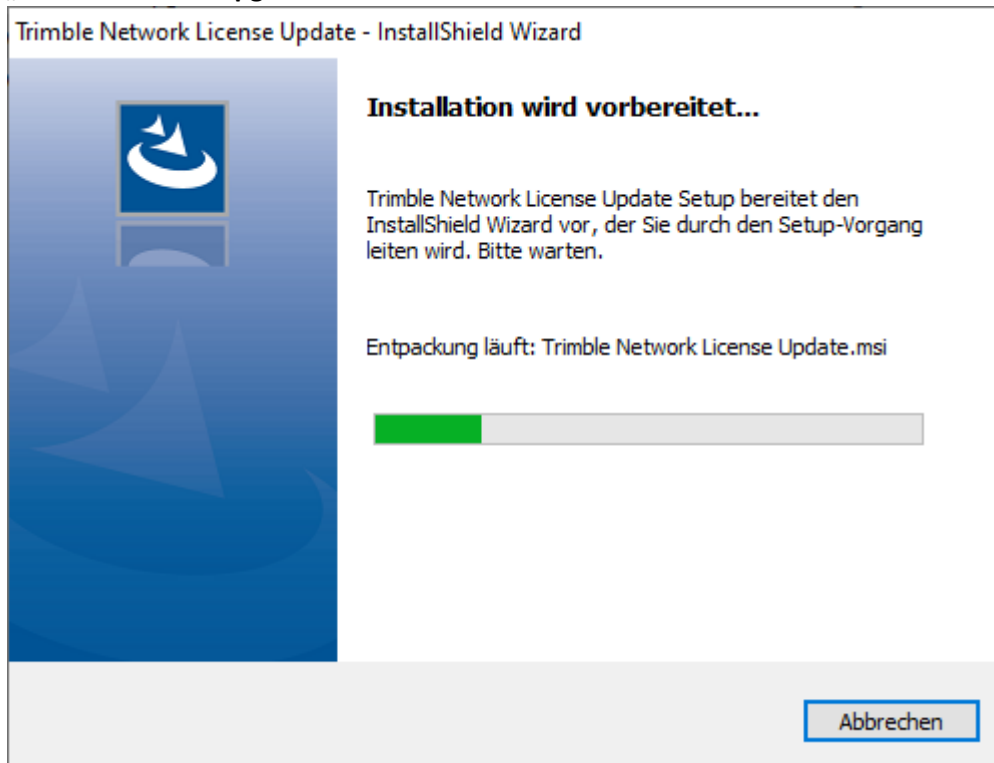 Trimble Network License Update - InstallShield Wizard
Installation wird vorbereitet...
Trimble Network License Update Setup bereitet den
InstallShield Wizard vor, der Sie durch den Setup-Vorgang
leiten wird. Bitte warten.
Entpackung läuft: Trimble Network License Update.msi
Abbrechen